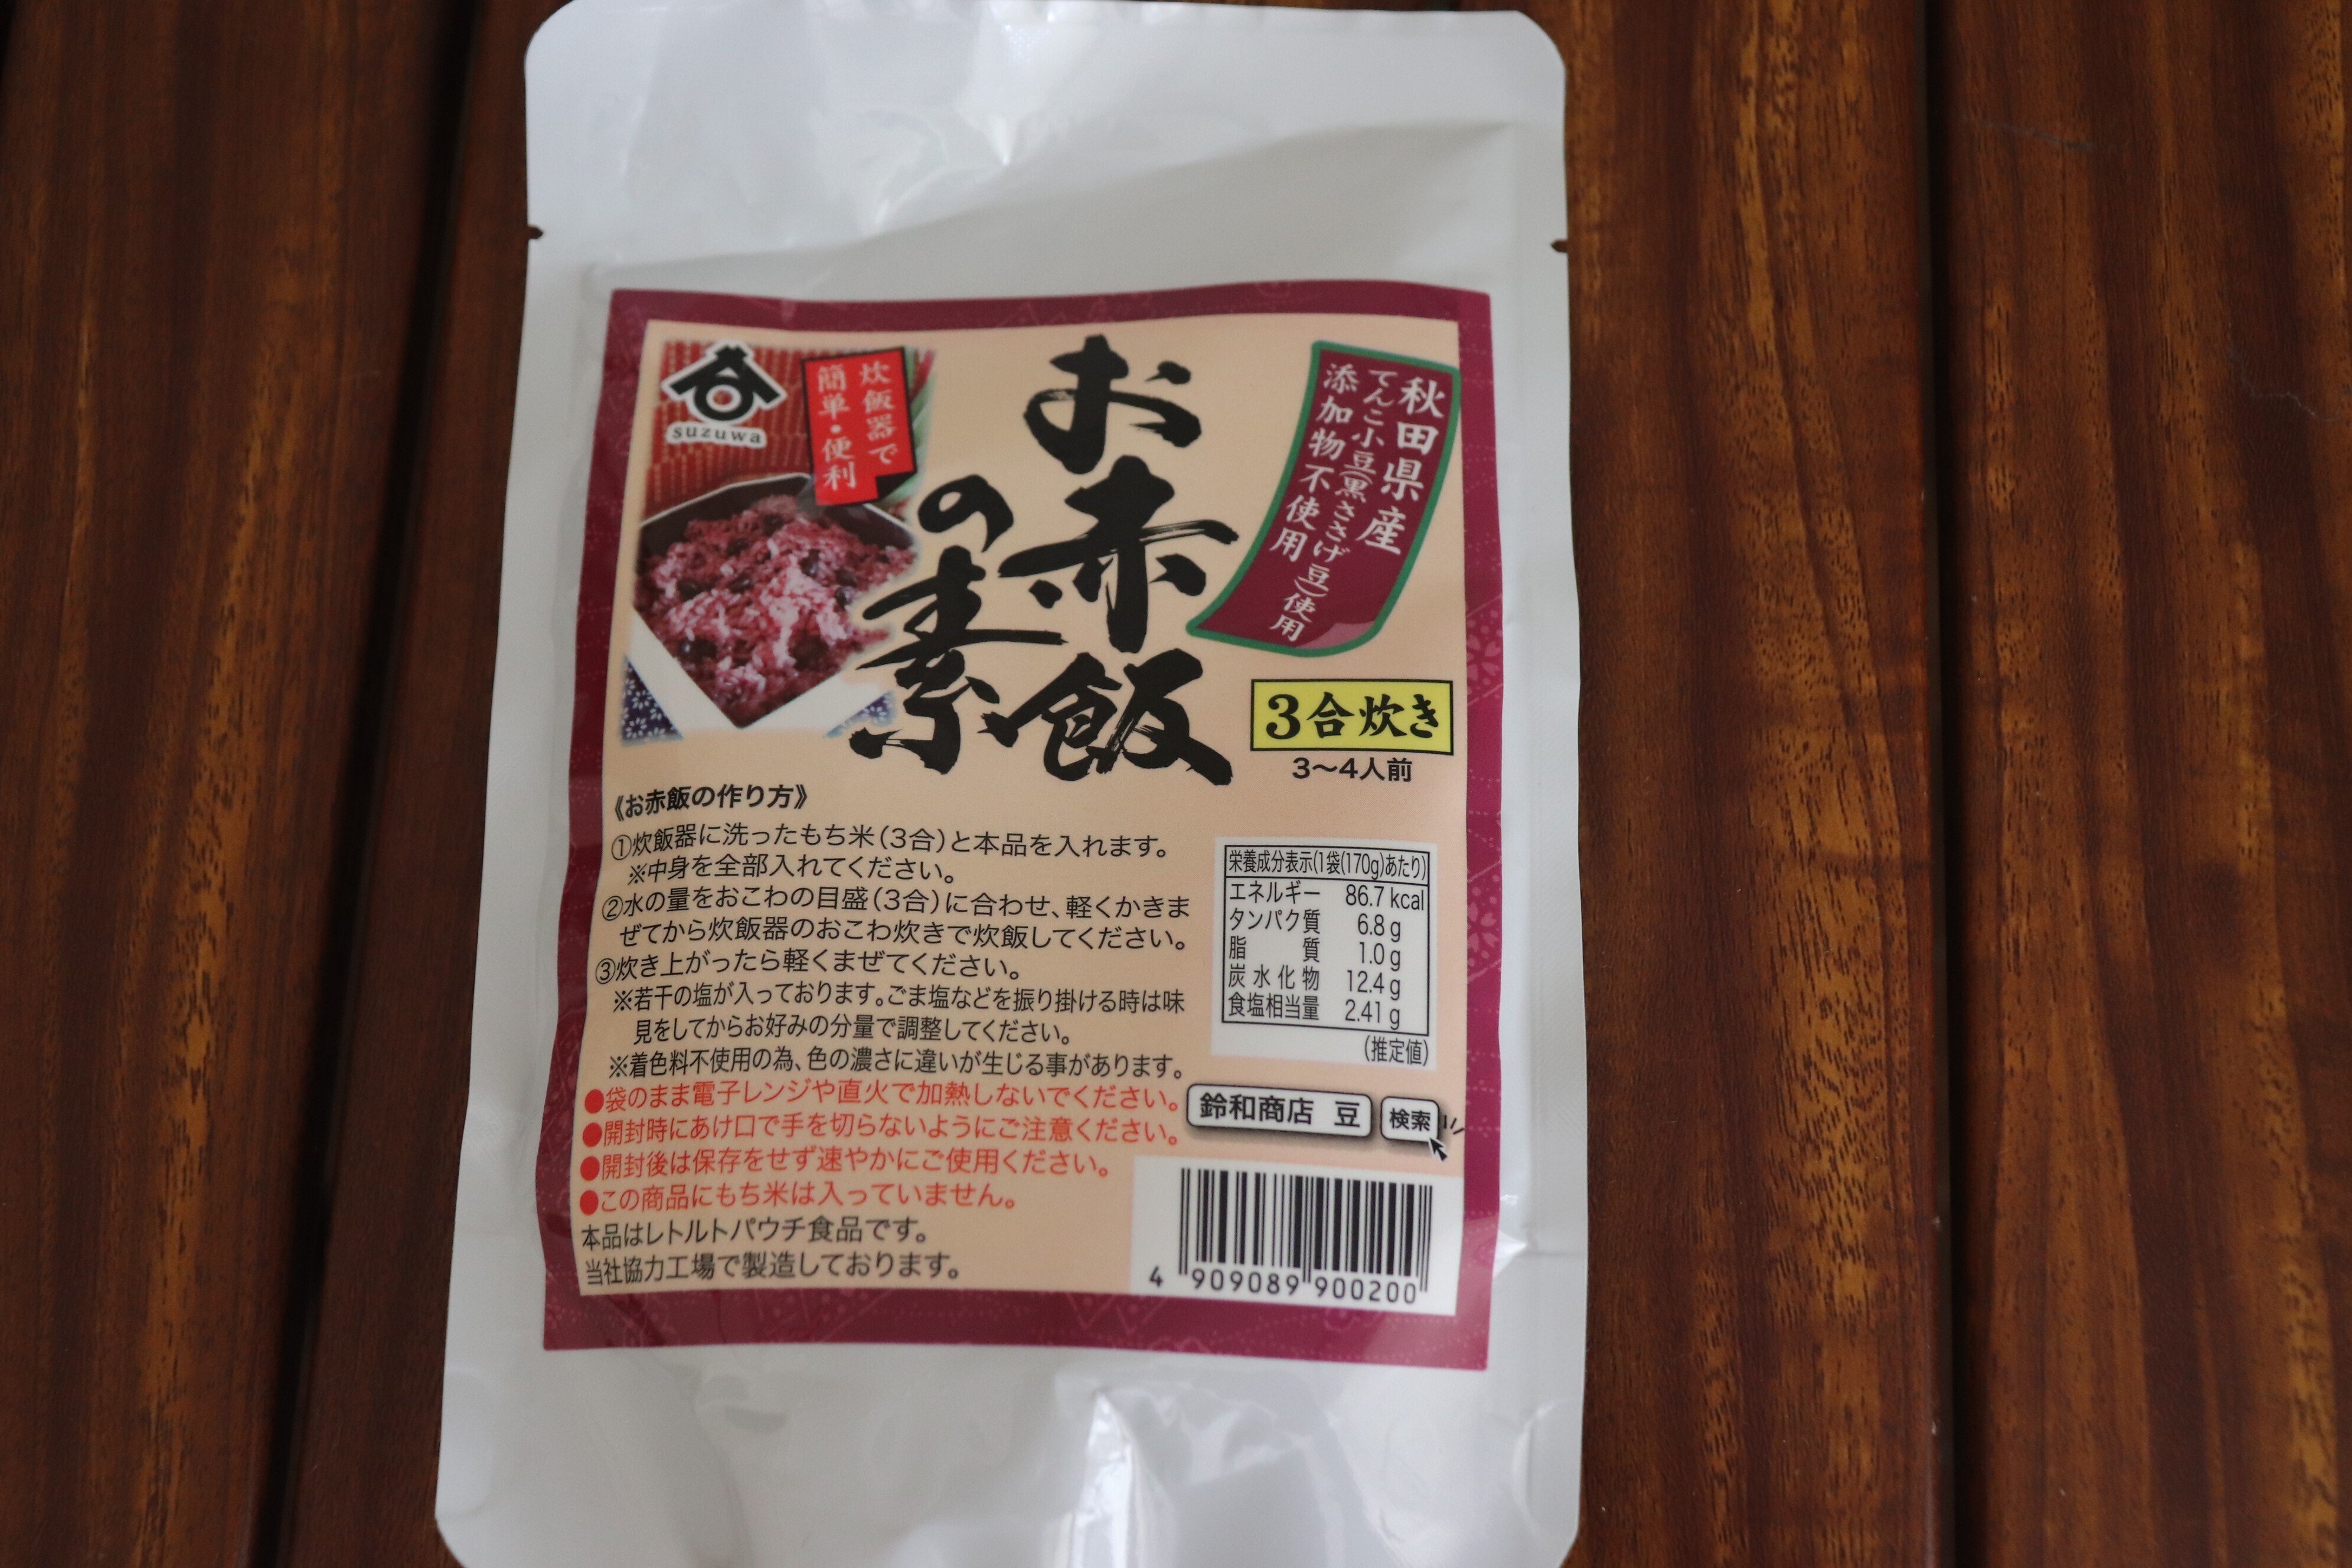 suzuwa
炊飯器で
簡単・便利
お赤飯
の素
秋田県産
てんこ小豆(黒ささげ豆)使用
添加物不使用
3合炊き
3〜4人前
《お赤飯の作り方》
①炊飯器に洗ったもち米(3合)と本品を入れます。
※中身を全部入れてください。
②水の量をおこわの目盛(3合)に合わせ、軽くかきま
ぜてから炊飯器のおこわ炊きで炊飯してください。
③炊き上がったら軽くまぜてください。
※若干の塩が入っております。ごま塩などを振り掛ける時は味
見をしてからお好みの分量で調整してください。
※着色料不使用の為、色の濃さに違いが生じる事があります。
●袋のまま電子レンジや直火で加熱しないでください。
●開封時にあけ口で手を切らないようにご注意ください。
●開封後は保存をせず速やかにご使用ください。
●この商品にもち米は入っていません。
本品はレトルトパウチ食品です。
当社協力工場で製造しております。
栄養成分表示(1袋(170g)あたり)
エネルギー 86.7 kcal
タンパク質 6.8 g
脂質 1.0 g
炭水化物 12.4 g
食塩相当量 2.41 g
(推定値)
鈴和商店 豆 検索
4 909089 900200